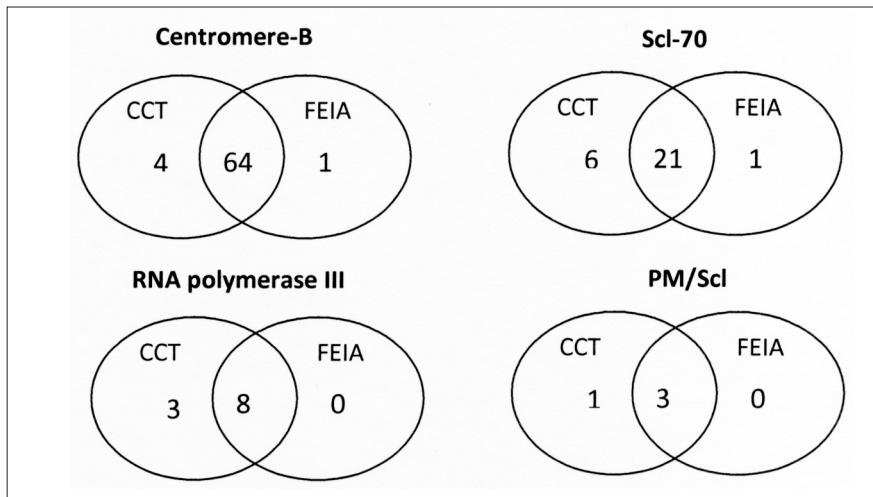 Centromere-B
CCT
FEIA
4
64
1
Scl-70
CCT
FEIA
6
21
1
RNA polymerase III
CCT
FEIA
3
8
0
PM/Scl
CCT
FEIA
1
3
0